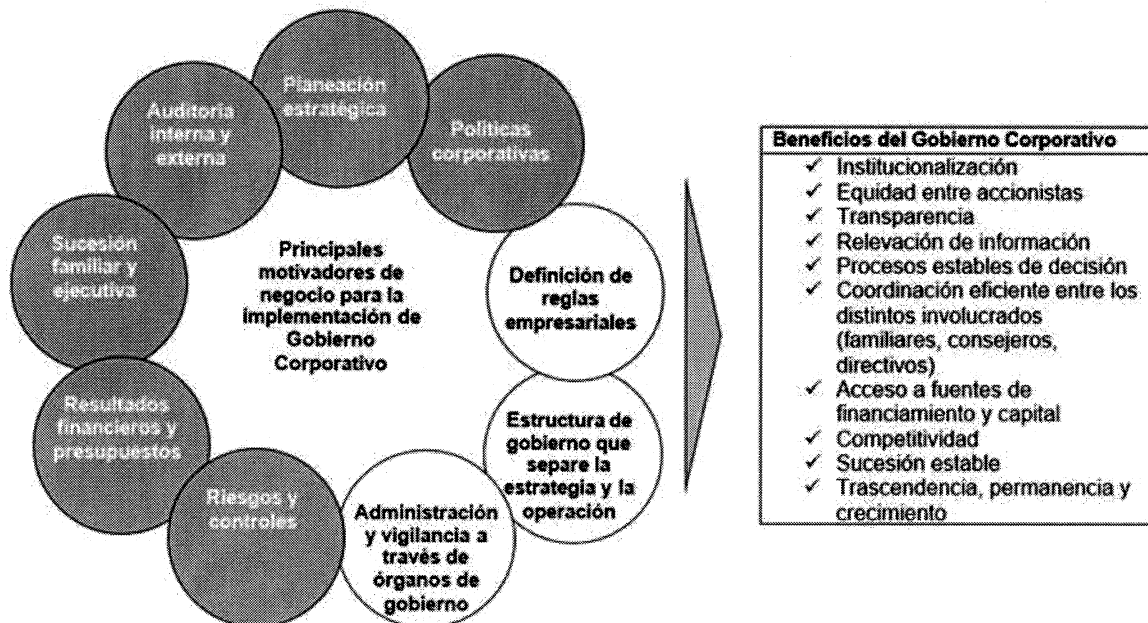 Planeación
estratégica
Políticas
corporativas
Definición de
reglas
empresariales
Estructura de
gobierno que
separe la
estrategia y la
operación
Administración
y vigilancia a
través de
órganos de
gobierno
Riesgos y
controles
Resultados
financieros y
presupuestos
Sucesión
familiar y
ejecutiva
Auditoría
interna y
externa
Principales
motivadores de
negocio para la
implementación de
Gobierno
Corporativo
Beneficios del Gobierno Corporativo
✓ Institucionalización
✓ Equidad entre accionistas
✓ Transparencia
✓ Relevación de información
✓ Procesos estables de decisión
✓ Coordinación eficiente entre los
distintos involucrados
(familiares, consejeros,
directivos)
✓ Acceso a fuentes de
financiamiento y capital
✓ Competitividad
✓ Sucesión estable
✓ Trascendencia, permanencia y
crecimiento